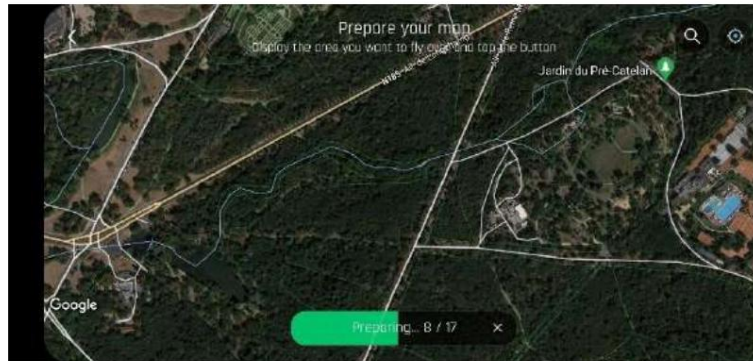 Prepare your map
Display the area you want to fly over and tap the button
Jardin du Pré-Catelan
Google
Preparing... 8 / 17